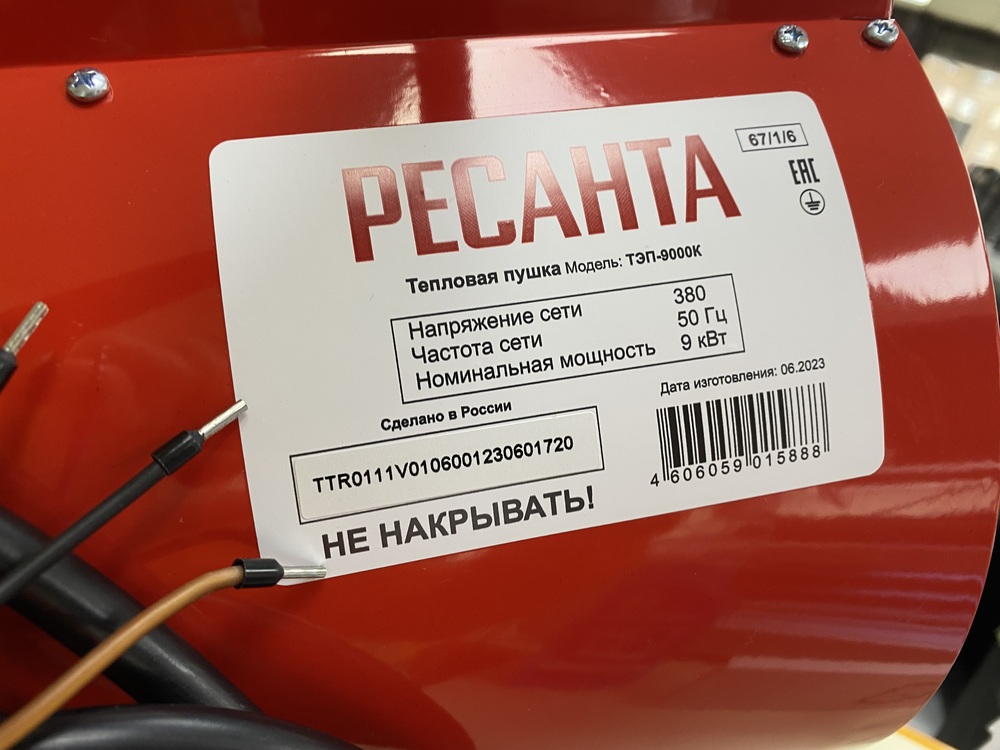 67/1/6
РЕСАНТА
EAC
Тепловая пушка Модель: ТЭП-9000К
Напряжение сети 380
Частота сети 50 Гц
Номинальная мощность 9 кВт
Дата изготовления: 06.2023
Сделано в России
TTR0111V0106001230601720
4 606059 015888
НЕ НАКРЫВАТЬ!